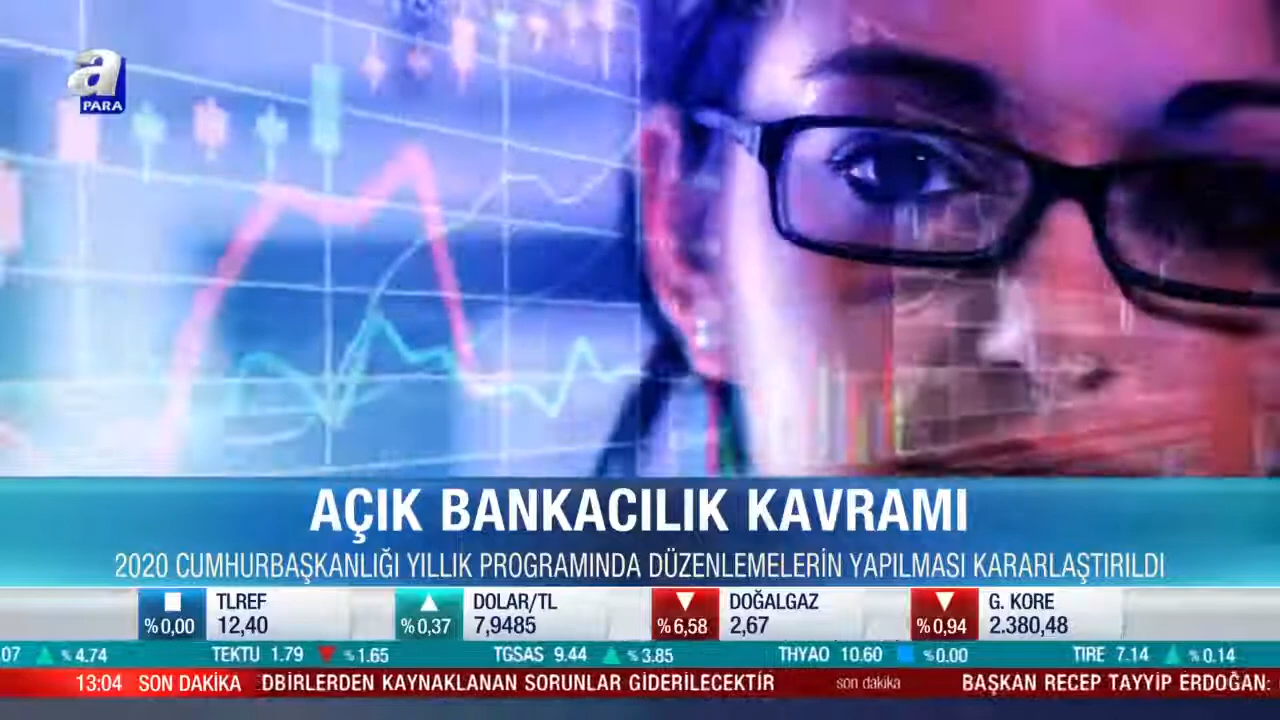 a
PARA
AÇIK BANKACILIK KAVRAMI
2020 CUMHURBAŞKANLIĞI YILLIK PROGRAMINDA DÜZENLEMELERİN YAPILMASI KARARLAŞTIRILDI
%0,00 TLREF 12,40
%0,37 DOLAR/TL 7,9485
%6,58 DOĞALGAZ 2,67
%0,94 G. KORE 2.380,48
07 %4.74 TEKTU 1.79 %1.65 TGSAS 9.44 %3.85 THYAO 10.60 %0.00 TIRE 7.14 %0.14
13:04 SON DAKİKA DBİRLERDEN KAYNAKLANAN SORUNLAR GİDERİLECEKTİR son dakika BAŞKAN RECEP TAYYİP ERDOĞAN: